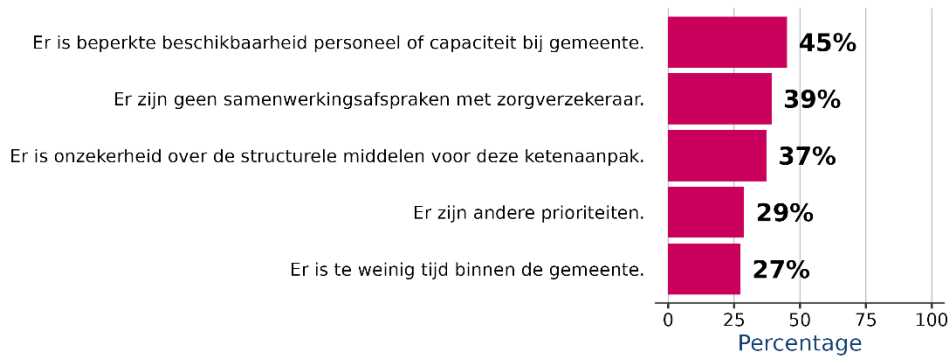 Er is beperkte beschikbaarheid personeel of capaciteit bij gemeente. 45%
Er zijn geen samenwerkingsafspraken met zorgverzekeraar. 39%
Er is onzekerheid over de structurele middelen voor deze ketenaanpak. 37%
Er zijn andere prioriteiten. 29%
Er is te weinig tijd binnen de gemeente. 27%
0 25 50 75 100
Percentage